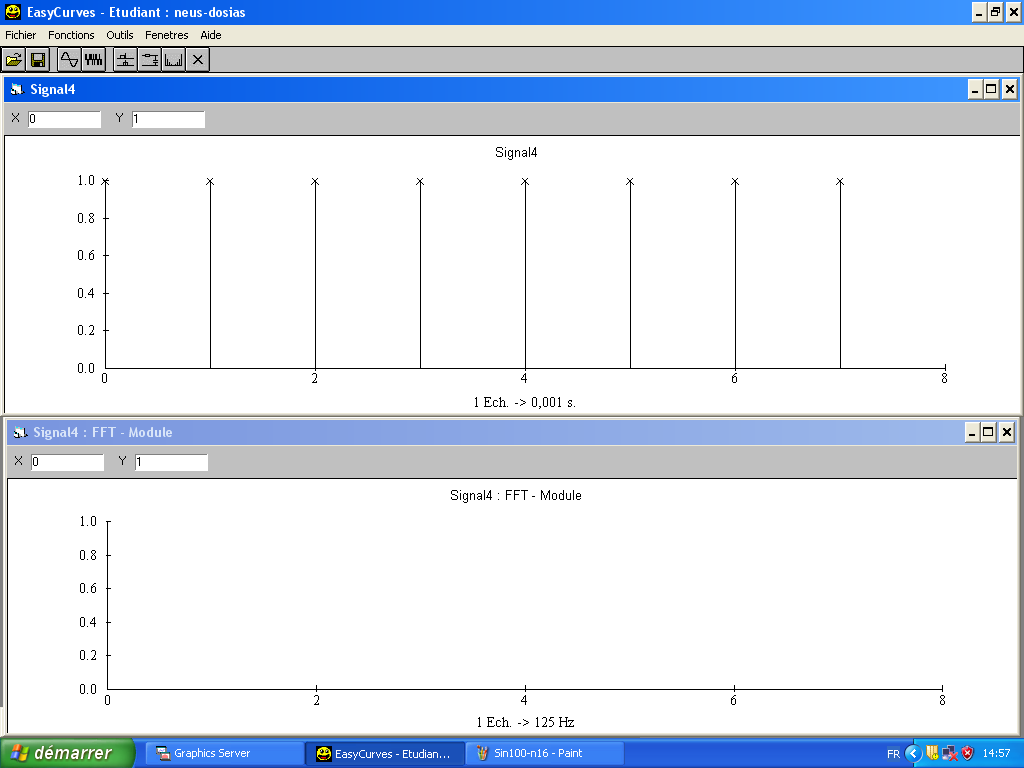 EasyCurves - Etudiant : neus-dosias
Fichier Fonctions Outils Fenetres Aide
Signal4
X 0 Y 1
Signal4
1.0
0.8
0.6
0.4
0.2
0.0
0 2 4 6 8
1 Ech. -> 0,001 s.
Signal4 : FFT - Module
X 0 Y 1
Signal4 : FFT - Module
1.0
0.8
0.6
0.4
0.2
0.0
0 2 4 6 8
1 Ech. -> 125 Hz
démarrer Graphics Server EasyCurves - Etudian... Sin100-n16 - Paint FR 14:57